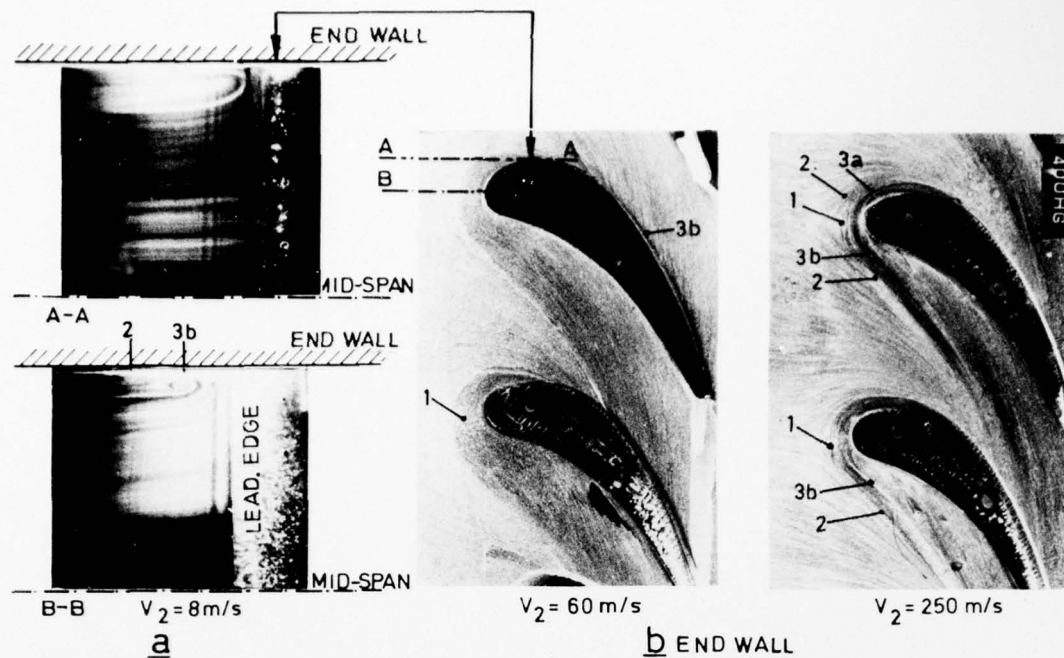 END WALL
MID-SPAN
A-A
2 3b
END WALL
LEAD. EDGE
MID-SPAN
B-B V₂ = 8 m/s
a
A A
B
3b
1
V₂ = 60 m/s
2 3a
1
3b
2
1
3b
2
V₂ = 250 m/s
b END WALL